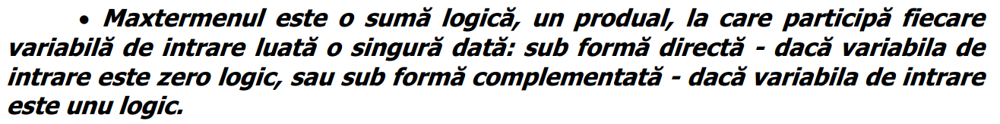 • Maxtermenul este o sumă logică, un produal, la care participă fiecare
variabilă de intrare luată o singură dată: sub formă directă - dacă variabila de
intrare este zero logic, sau sub formă complementată - dacă variabila de intrare
este unu logic.